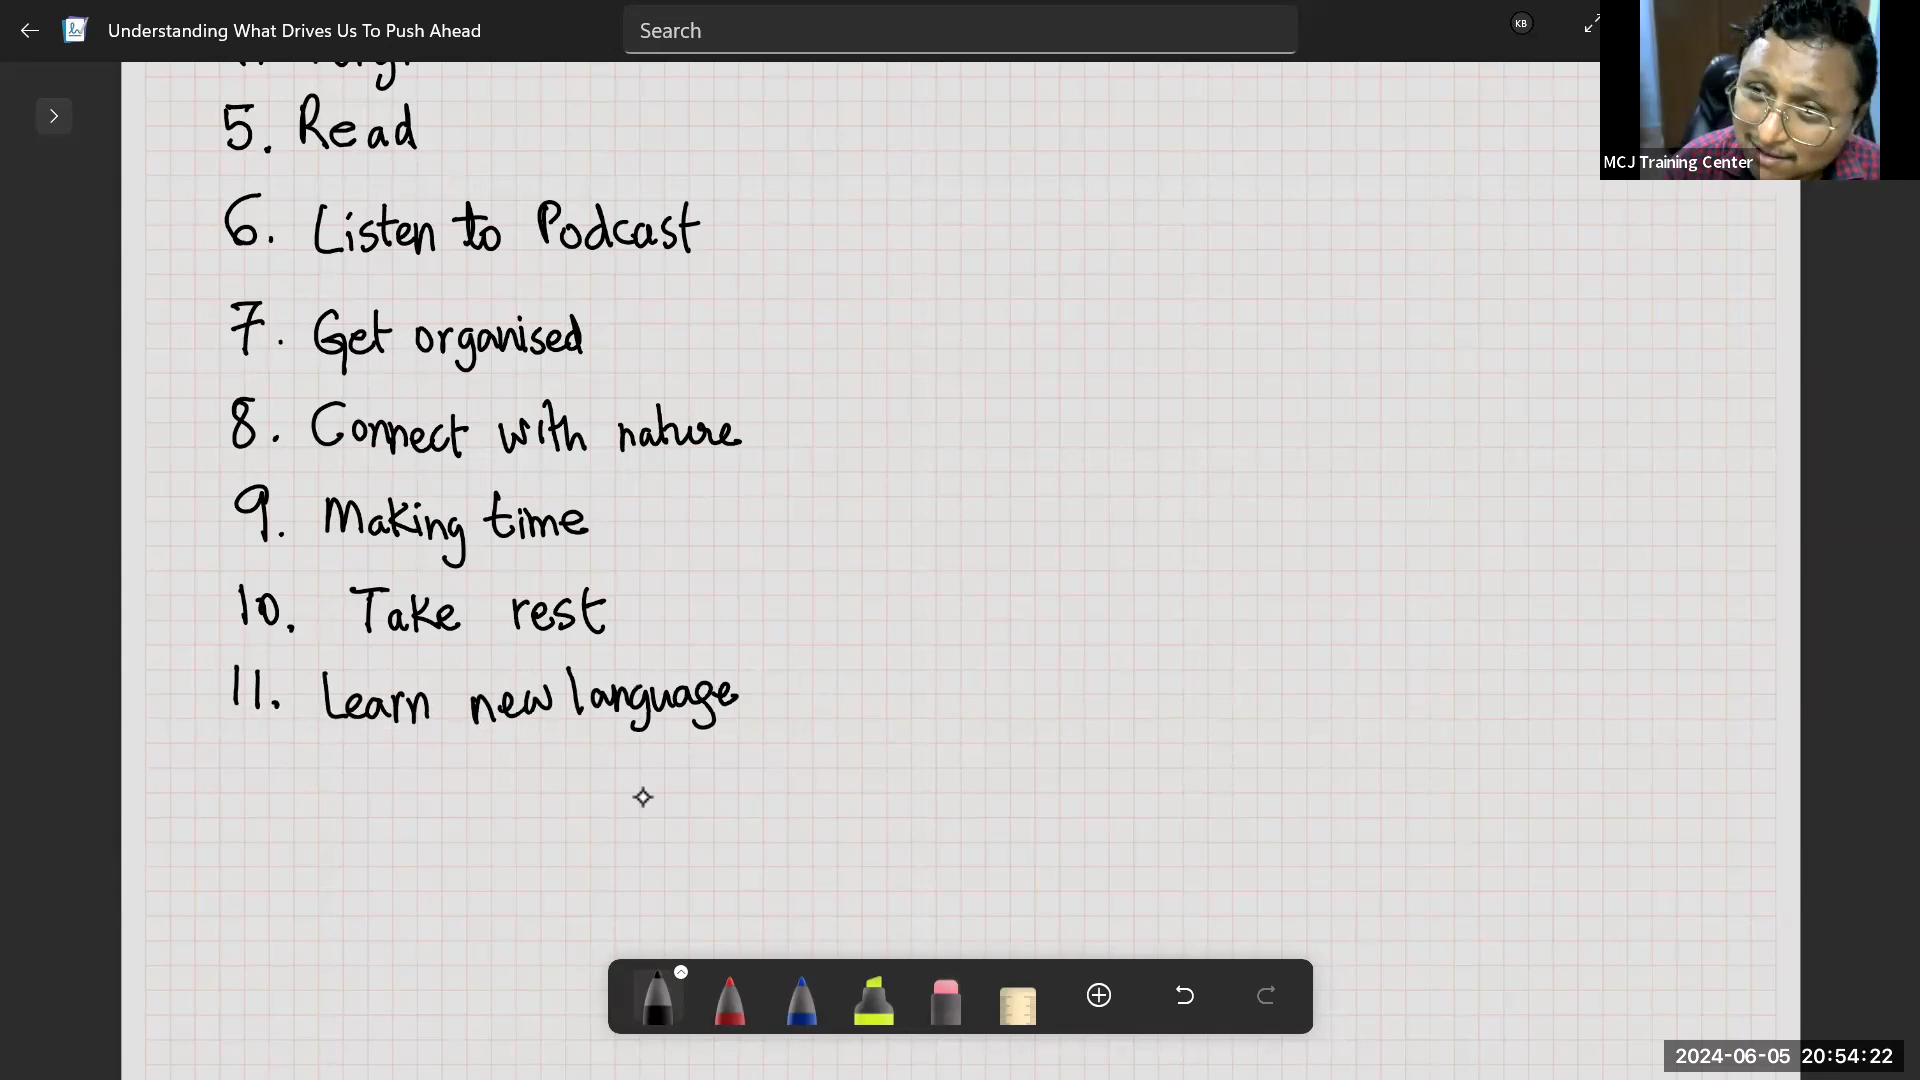 Understanding What Drives Us To Push Ahead
Search
KB
5. Read
MCJ Training Center
6. Listen to Podcast
7. Get organised
8. Connect with nature
9. Making time
10. Take rest
11. Learn new language
2024-06-05 20:54:22